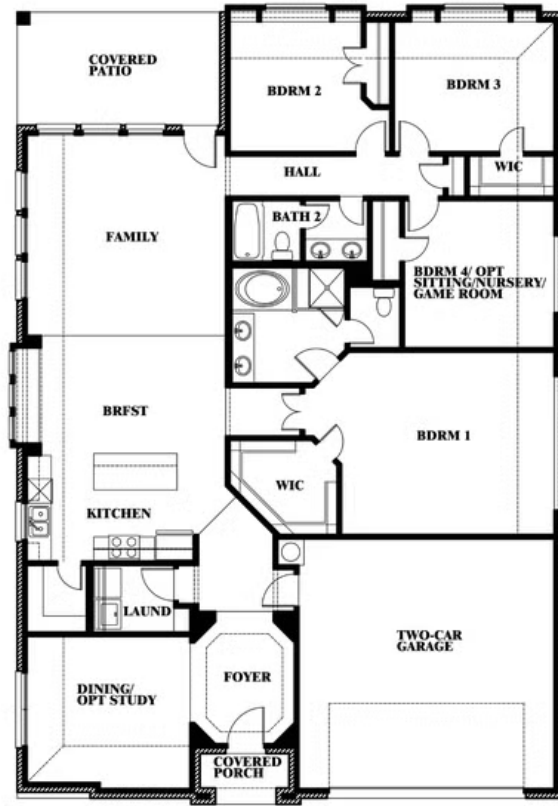 COVERED
PATIO
BDRM 2
BDRM 3
HALL
WIC
FAMILY
BATH 2
BDRM 4/ OPT
SITTING/NURSERY/
GAME ROOM
BRFST
BDRM 1
WIC
KITCHEN
LAUND
TWO-CAR
GARAGE
FOYER
DINING/
OPT STUDY
COVERED
PORCH